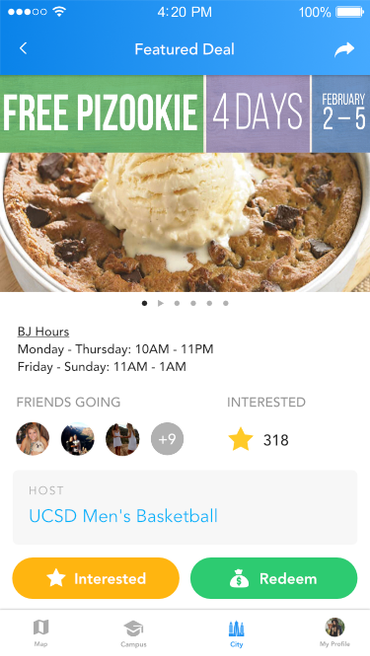 4:20 PM
100%
Featured Deal
FREE PIZOOKIE
4 DAYS
FEBRUARY
2-5
BJ Hours
Monday - Thursday: 10AM - 11PM
Friday - Sunday: 11AM - 1AM
FRIENDS GOING
INTERESTED
+9
318
HOST
UCSD Men's Basketball
Interested
$ Redeem
Map
Campus
City
My Profile